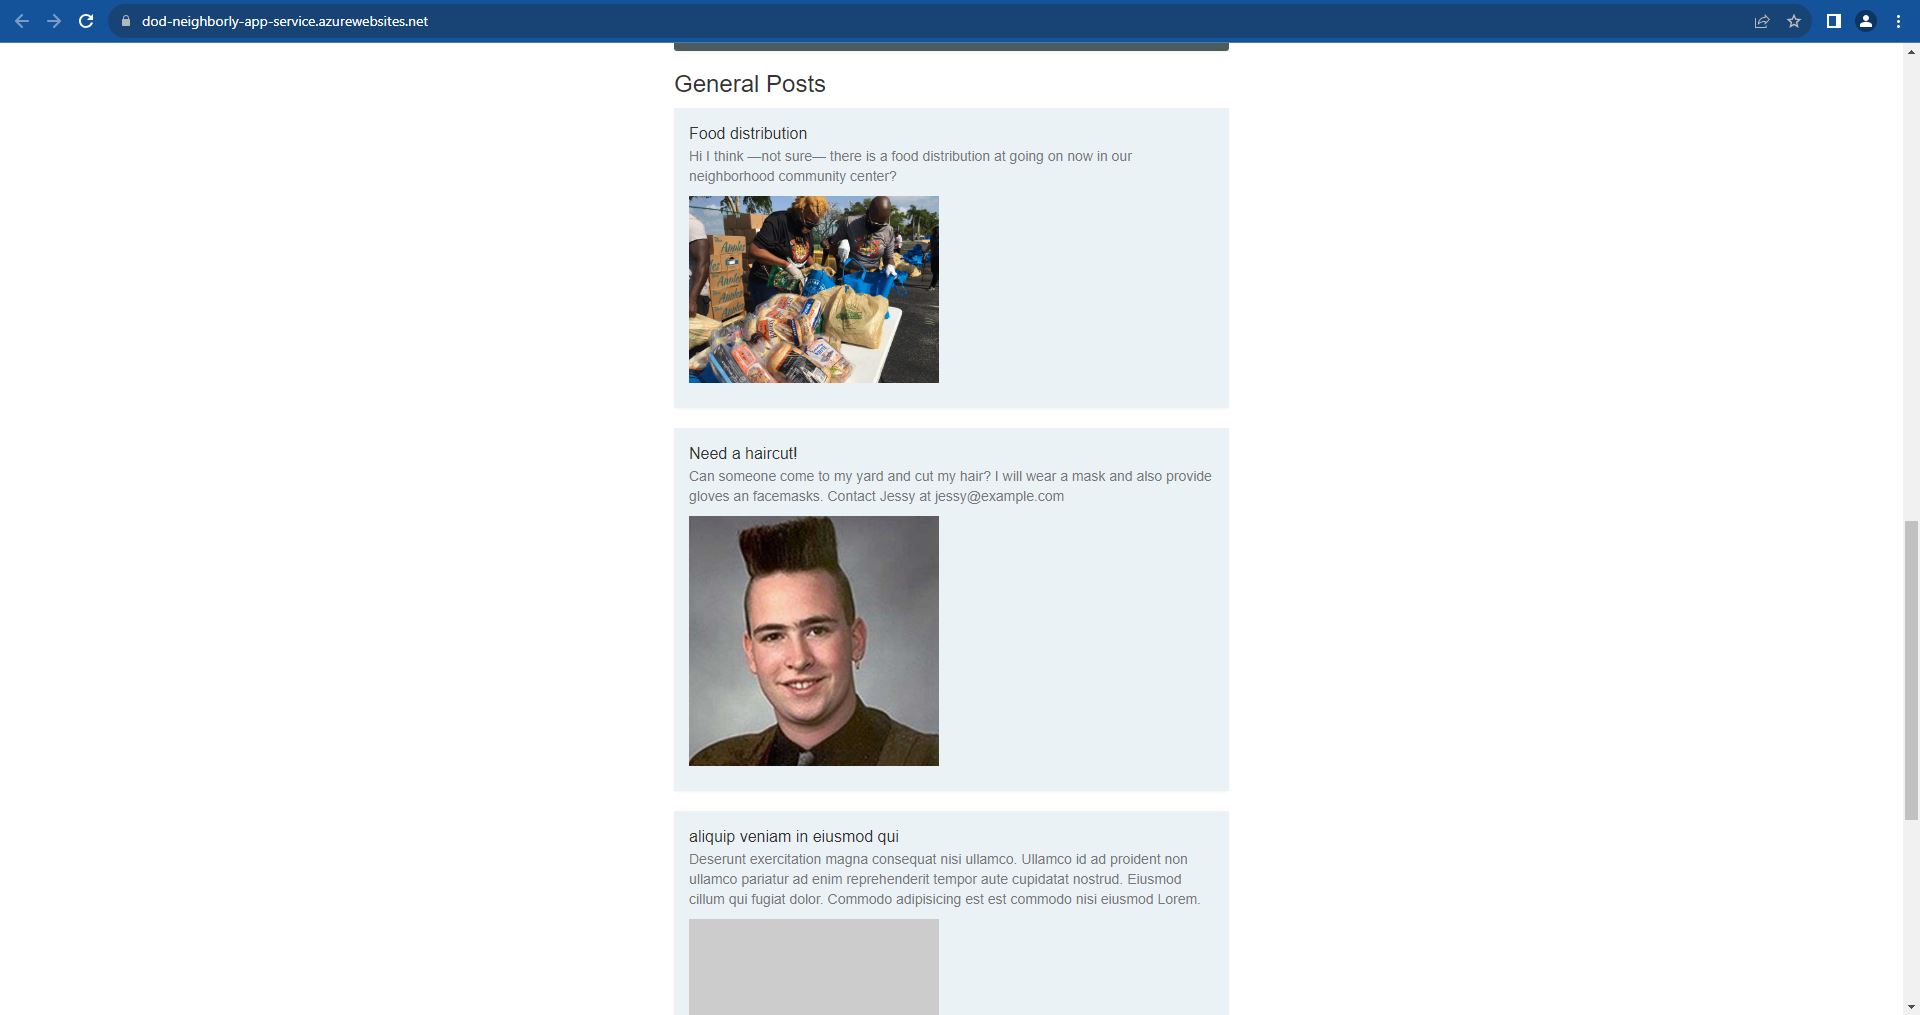 dod-neighborly-app-service.azurewebsites.net
General Posts
Food distribution
Hi I think —not sure— there is a food distribution at going on now in our
neighborhood community center?
Apples
Apples
Apples
Apples
Need a haircut!
Can someone come to my yard and cut my hair? I will wear a mask and also provide
gloves an facemasks. Contact Jessy at jessy@example.com
aliquip veniam in eiusmod qui
Deserunt exercitation magna consequat nisi ullamco. Ullamco id ad proident non
ullamco pariatur ad enim reprehenderit tempor aute cupidatat nostrud. Eiusmod
cillum qui fugiat dolor. Commodo adipisicing est est commodo nisi eiusmod Lorem.